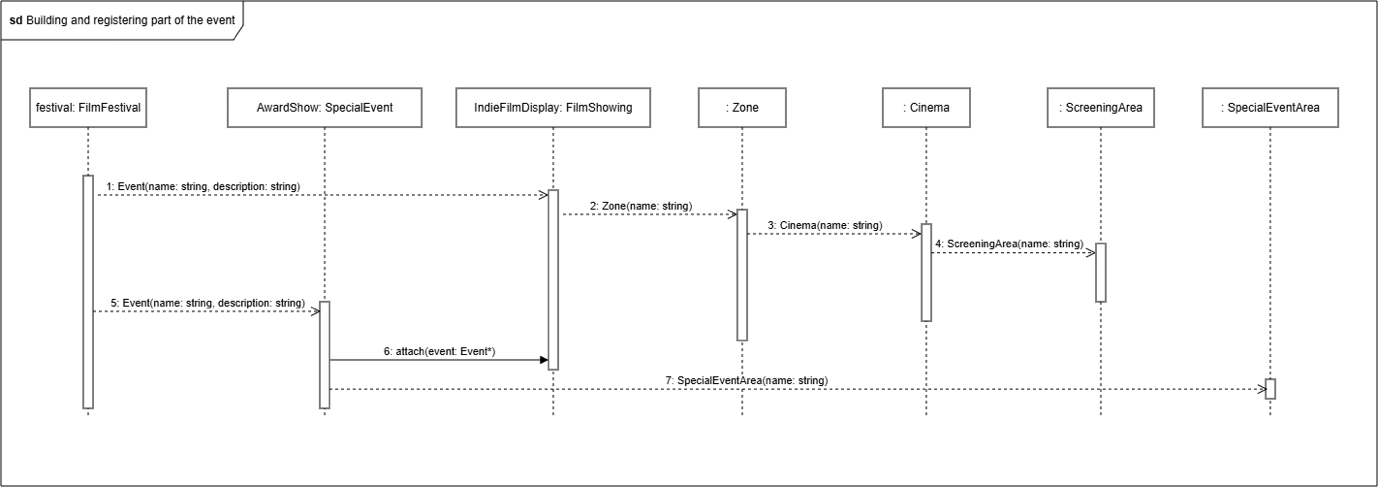 sd Building and registering part of the event
festival: FilmFestival
AwardShow: SpecialEvent
IndieFilmDisplay: FilmShowing
: Zone
: Cinema
: ScreeningArea
: SpecialEventArea
1: Event(name: string, description: string)
2: Zone(name: string)
3: Cinema(name: string)
4: ScreeningArea(name: string)
5: Event(name: string, description: string)
6: attach(event: Event*)
7: SpecialEventArea(name: string)